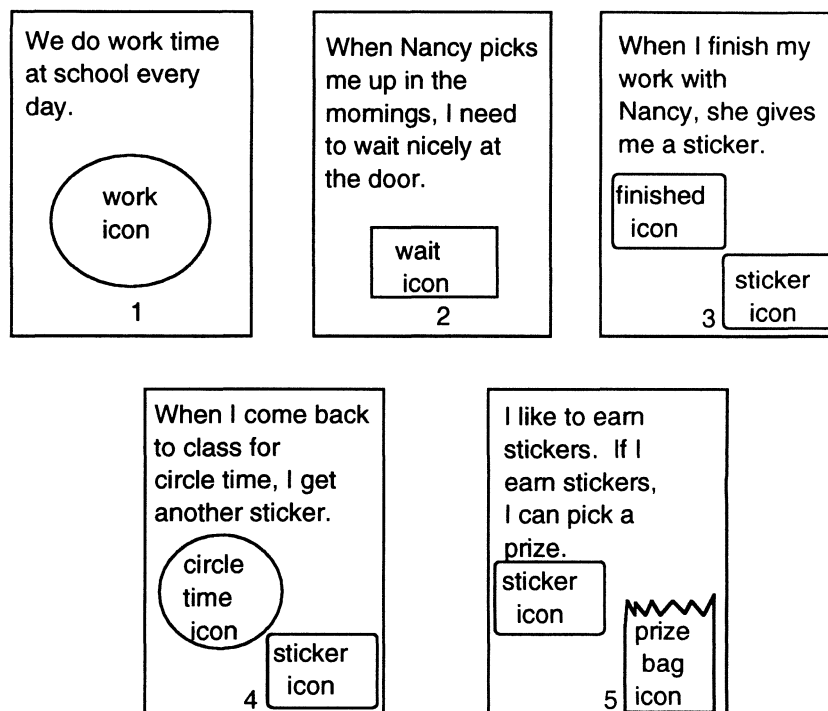 We do work time
at school every
day.
work
icon
1
When Nancy picks
me up in the
mornings, I need
to wait nicely at
the door.
wait
icon
2
When I finish my
work with
Nancy, she gives
me a sticker.
finished
icon
sticker
icon
3
When I come back
to class for
circle time, I get
another sticker.
circle
time
icon
sticker
icon
4
I like to earn
stickers. If I
earn stickers,
I can pick a
prize.
sticker
icon
prize
bag
icon
5